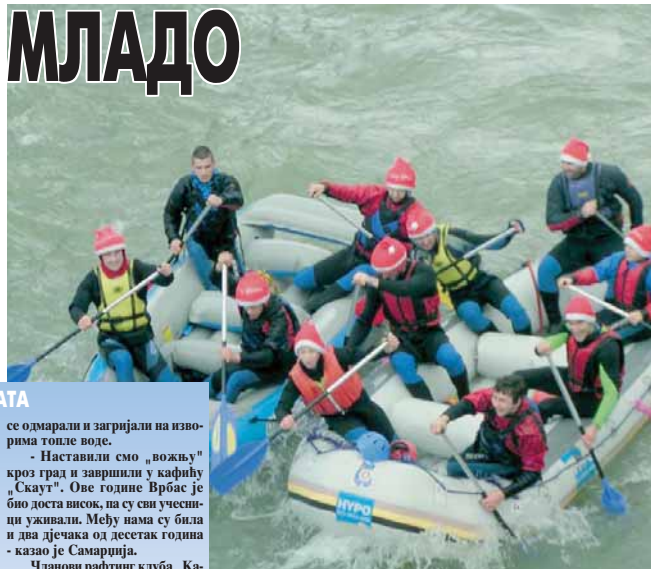 МЛАДО
АТА
се одмарали и загријали на изво-
рима топле воде.
- Наставили смо „вожњу"
кроз град и завршили у кафићу
„Скаут". Ове године Врбас је
био доста висок, па су сви учесни-
ци уживали. Међу нама су била
и два дјечака од десетак година
- казао је Самарџија.
Чланови рафтинг клуба „Ка-
HYPO
HYPO